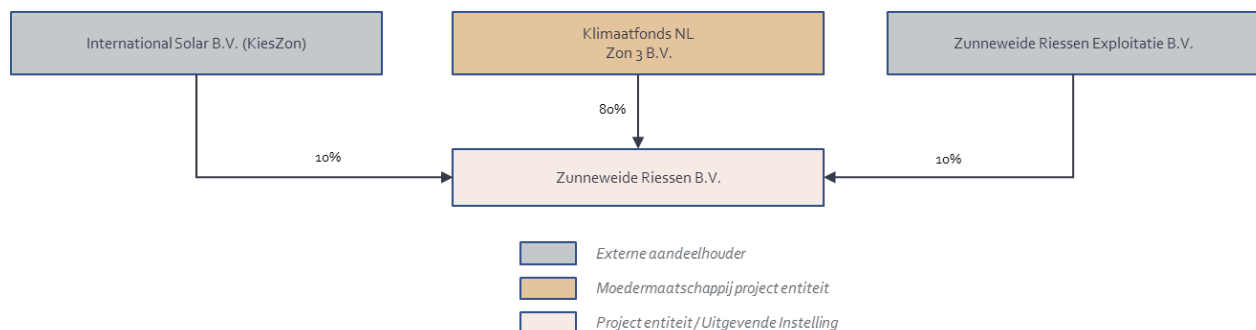 International Solar B.V. (KiesZon)
Klimaatfonds NL
Zon 3 B.V.
Zunneweide Riessen Exploitatie B.V.
80%
10%
10%
Zunneweide Riessen B.V.
Externe aandeelhouder
Moedermaatschappij project entiteit
Project entiteit / Uitgevende Instelling